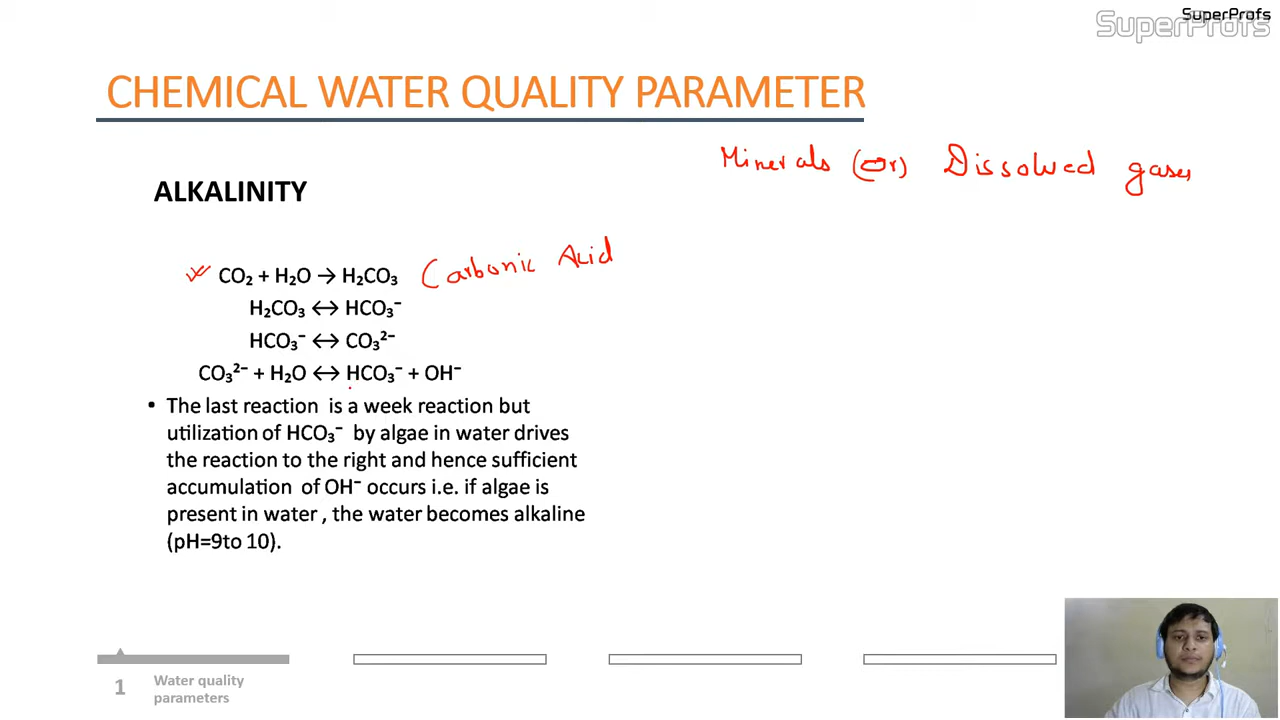 SuperProfs
SuperProfs
CHEMICAL WATER QUALITY PARAMETER
Minerals (or) Dissolved gases
ALKALINITY
CO₂ + H₂O → H₂CO₃ Carbonic Acid
H₂CO₃ ↔ HCO₃⁻
HCO₃⁻ ↔ CO₃²⁻
CO₃²⁻ + H₂O ↔ HCO₃⁻ + OH⁻
• The last reaction is a week reaction but
utilization of HCO₃⁻ by algae in water drives
the reaction to the right and hence sufficient
accumulation of OH⁻ occurs i.e. if algae is
present in water , the water becomes alkaline
(pH=9to 10).
1 Water quality
parameters